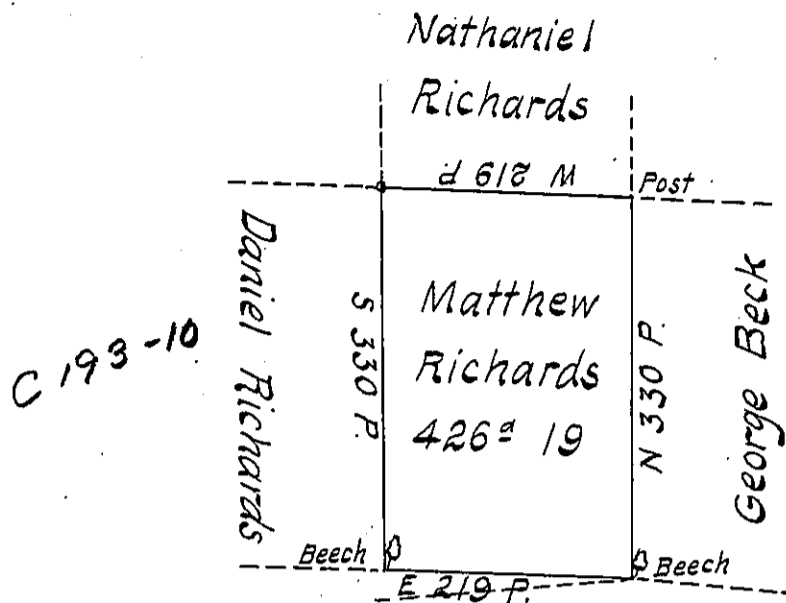 Nathaniel
Richards
W 219 P
Post
Daniel Richards
S 330 P.
Matthew
Richards
426ª 19
N 330 P.
George Beck
C 193-10
Beech
E 219 P.
Beech